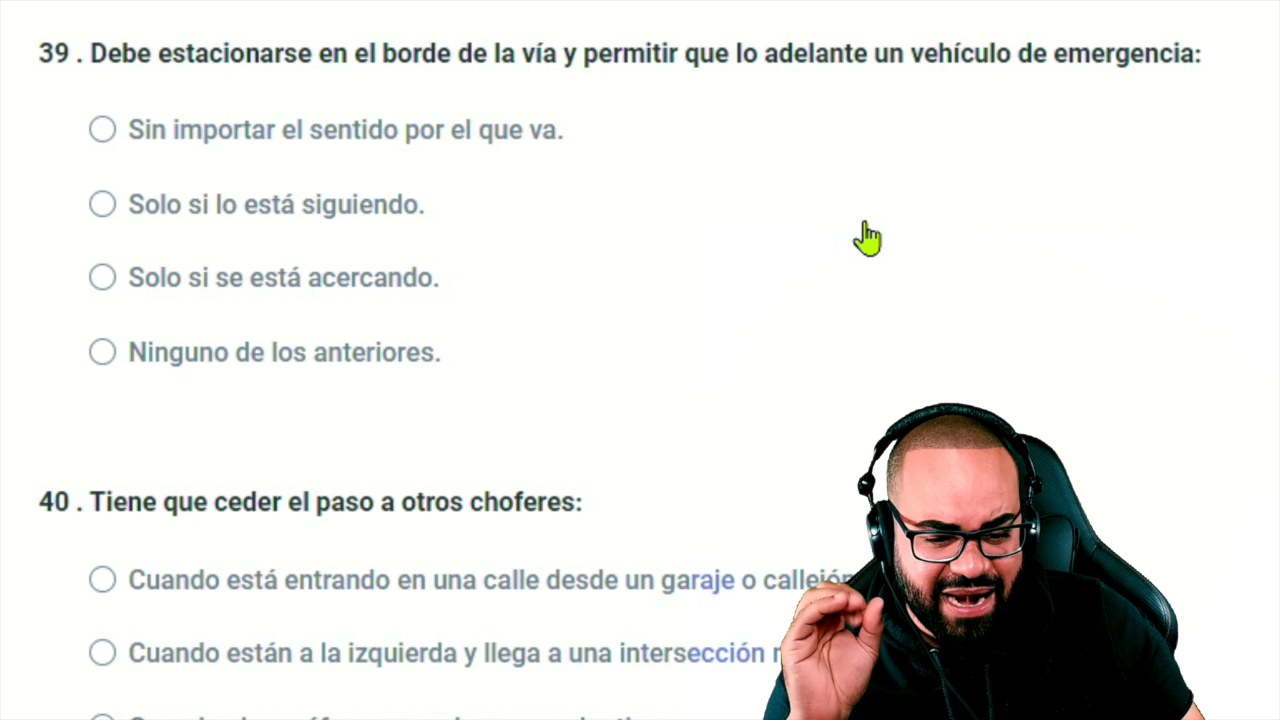 39 . Debe estacionarse en el borde de la vía y permitir que lo adelante un vehículo de emergencia:
Sin importar el sentido por el que va.
Solo si lo está siguiendo.
Solo si se está acercando.
Ninguno de los anteriores.
40 . Tiene que ceder el paso a otros choferes:
Cuando está entrando en una calle desde un garaje o callejón
Cuando están a la izquierda y llega a una intersección